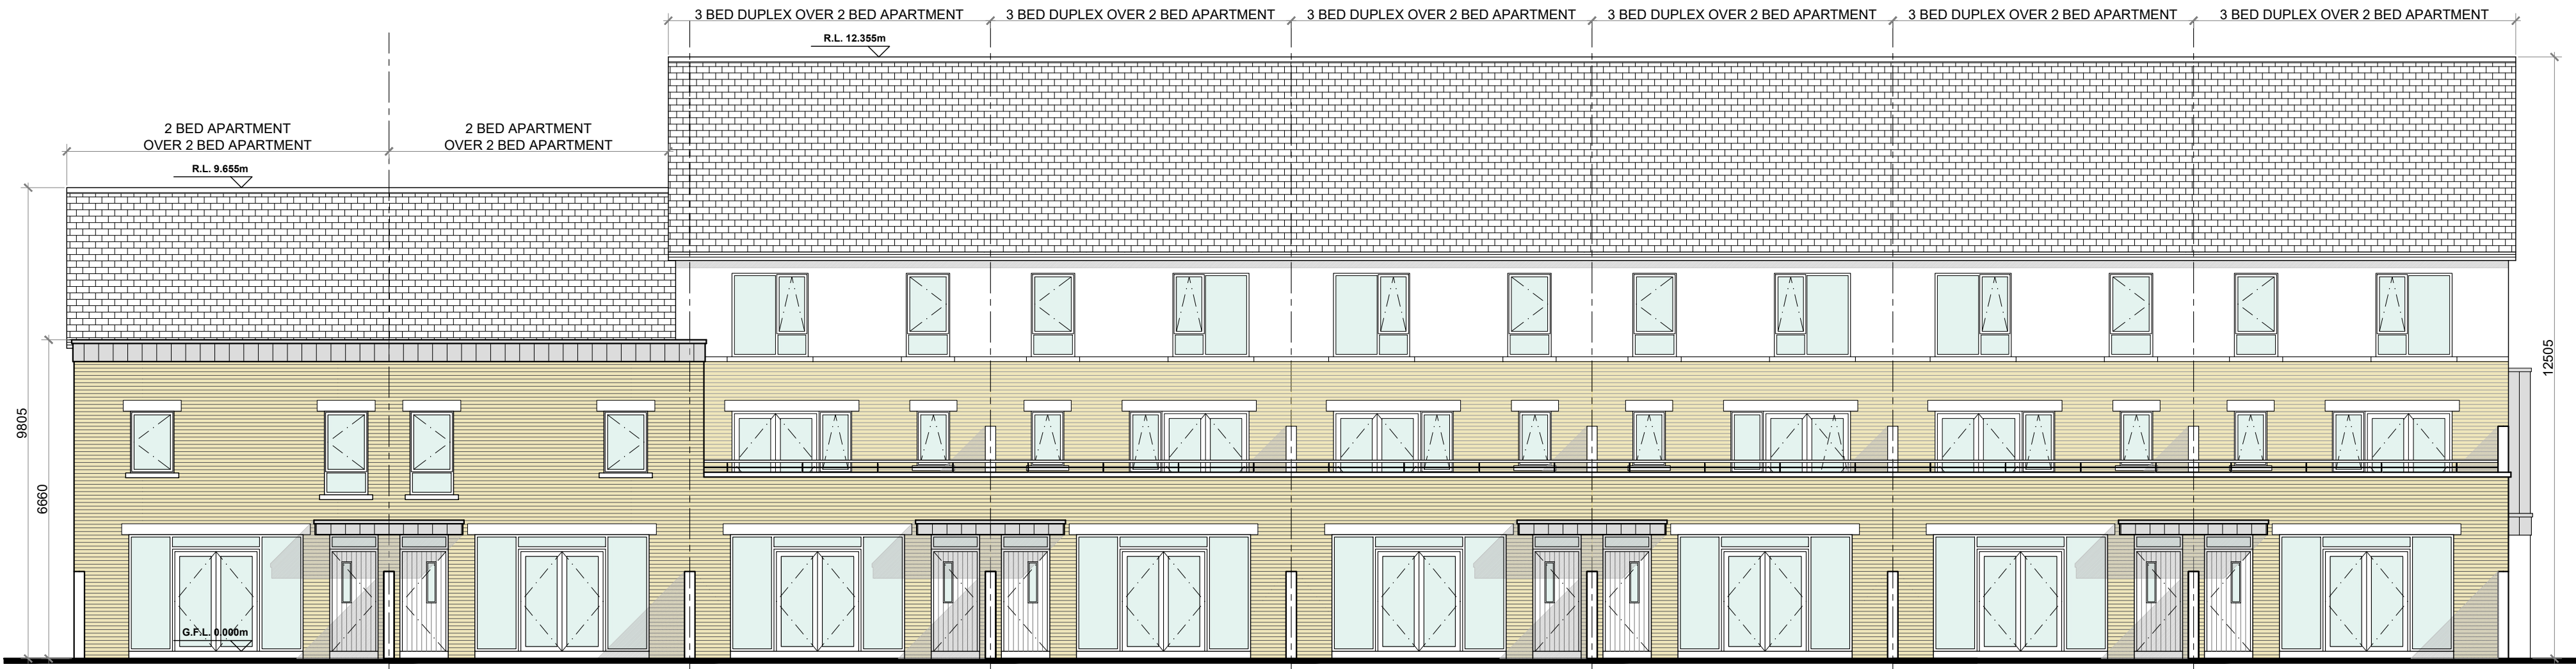 3 BED DUPLEX OVER 2 BED APARTMENT
3 BED DUPLEX OVER 2 BED APARTMENT
3 BED DUPLEX OVER 2 BED APARTMENT
3 BED DUPLEX OVER 2 BED APARTMENT
3 BED DUPLEX OVER 2 BED APARTMENT
3 BED DUPLEX OVER 2 BED APARTMENT
R.L. 12.355m
2 BED APARTMENT
OVER 2 BED APARTMENT
2 BED APARTMENT
OVER 2 BED APARTMENT
R.L. 9.655m
9805
6660
12505
G.F.L. 0.000m